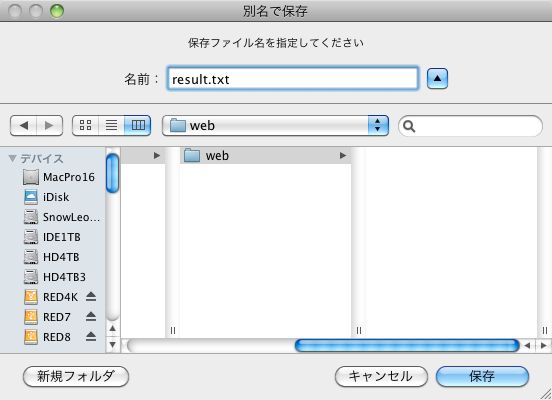 別名で保存
保存ファイル名を指定してください
名前：
result.txt
web
デバイス
MacPro16
iDisk
SnowLeo...
IDE1TB
HD4TB
HD4TB3
RED4K
RED7
RED8
web
新規フォルダ
キャンセル
保存